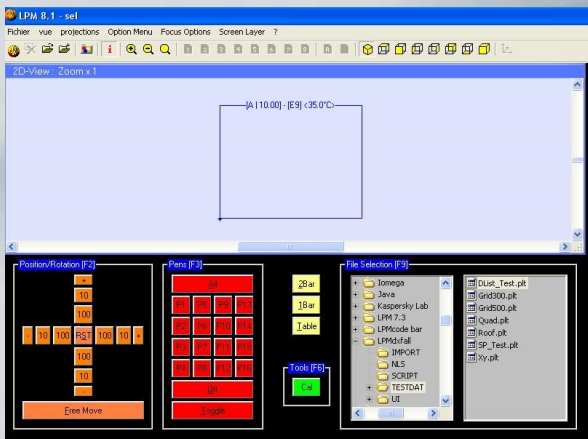 LPM 8.1 - sel
Fichier vue projections Option Menu Focus Options Screen Layer ?
2D-View : Zoom x 1
[A | 10.00] - [E9] <35.0°C>
Position/Rotation [F2]
+
10
100
- 10 100 RST 100 10 +
100
10
-
Free Move
Pens [F3]
All
P1 P5 P9 P13
P2 P6 P10 P14
P3 P7 P11 P15
P4 P8 P12 P16
Off
Toggle
2Bar
1Bar
Table
Tools [F6]
Cal
File Selection [F9]
Iomega
Java
Kaspersky Lab
LPM 7.3
LPMcode bar
LPMdxfall
IMPORT
NLS
SCRIPT
TESTDAT
UI
DList_Test.plt
Grid300.plt
Grid500.plt
Quad.plt
Roof.plt
SP_Test.plt
Xy.plt